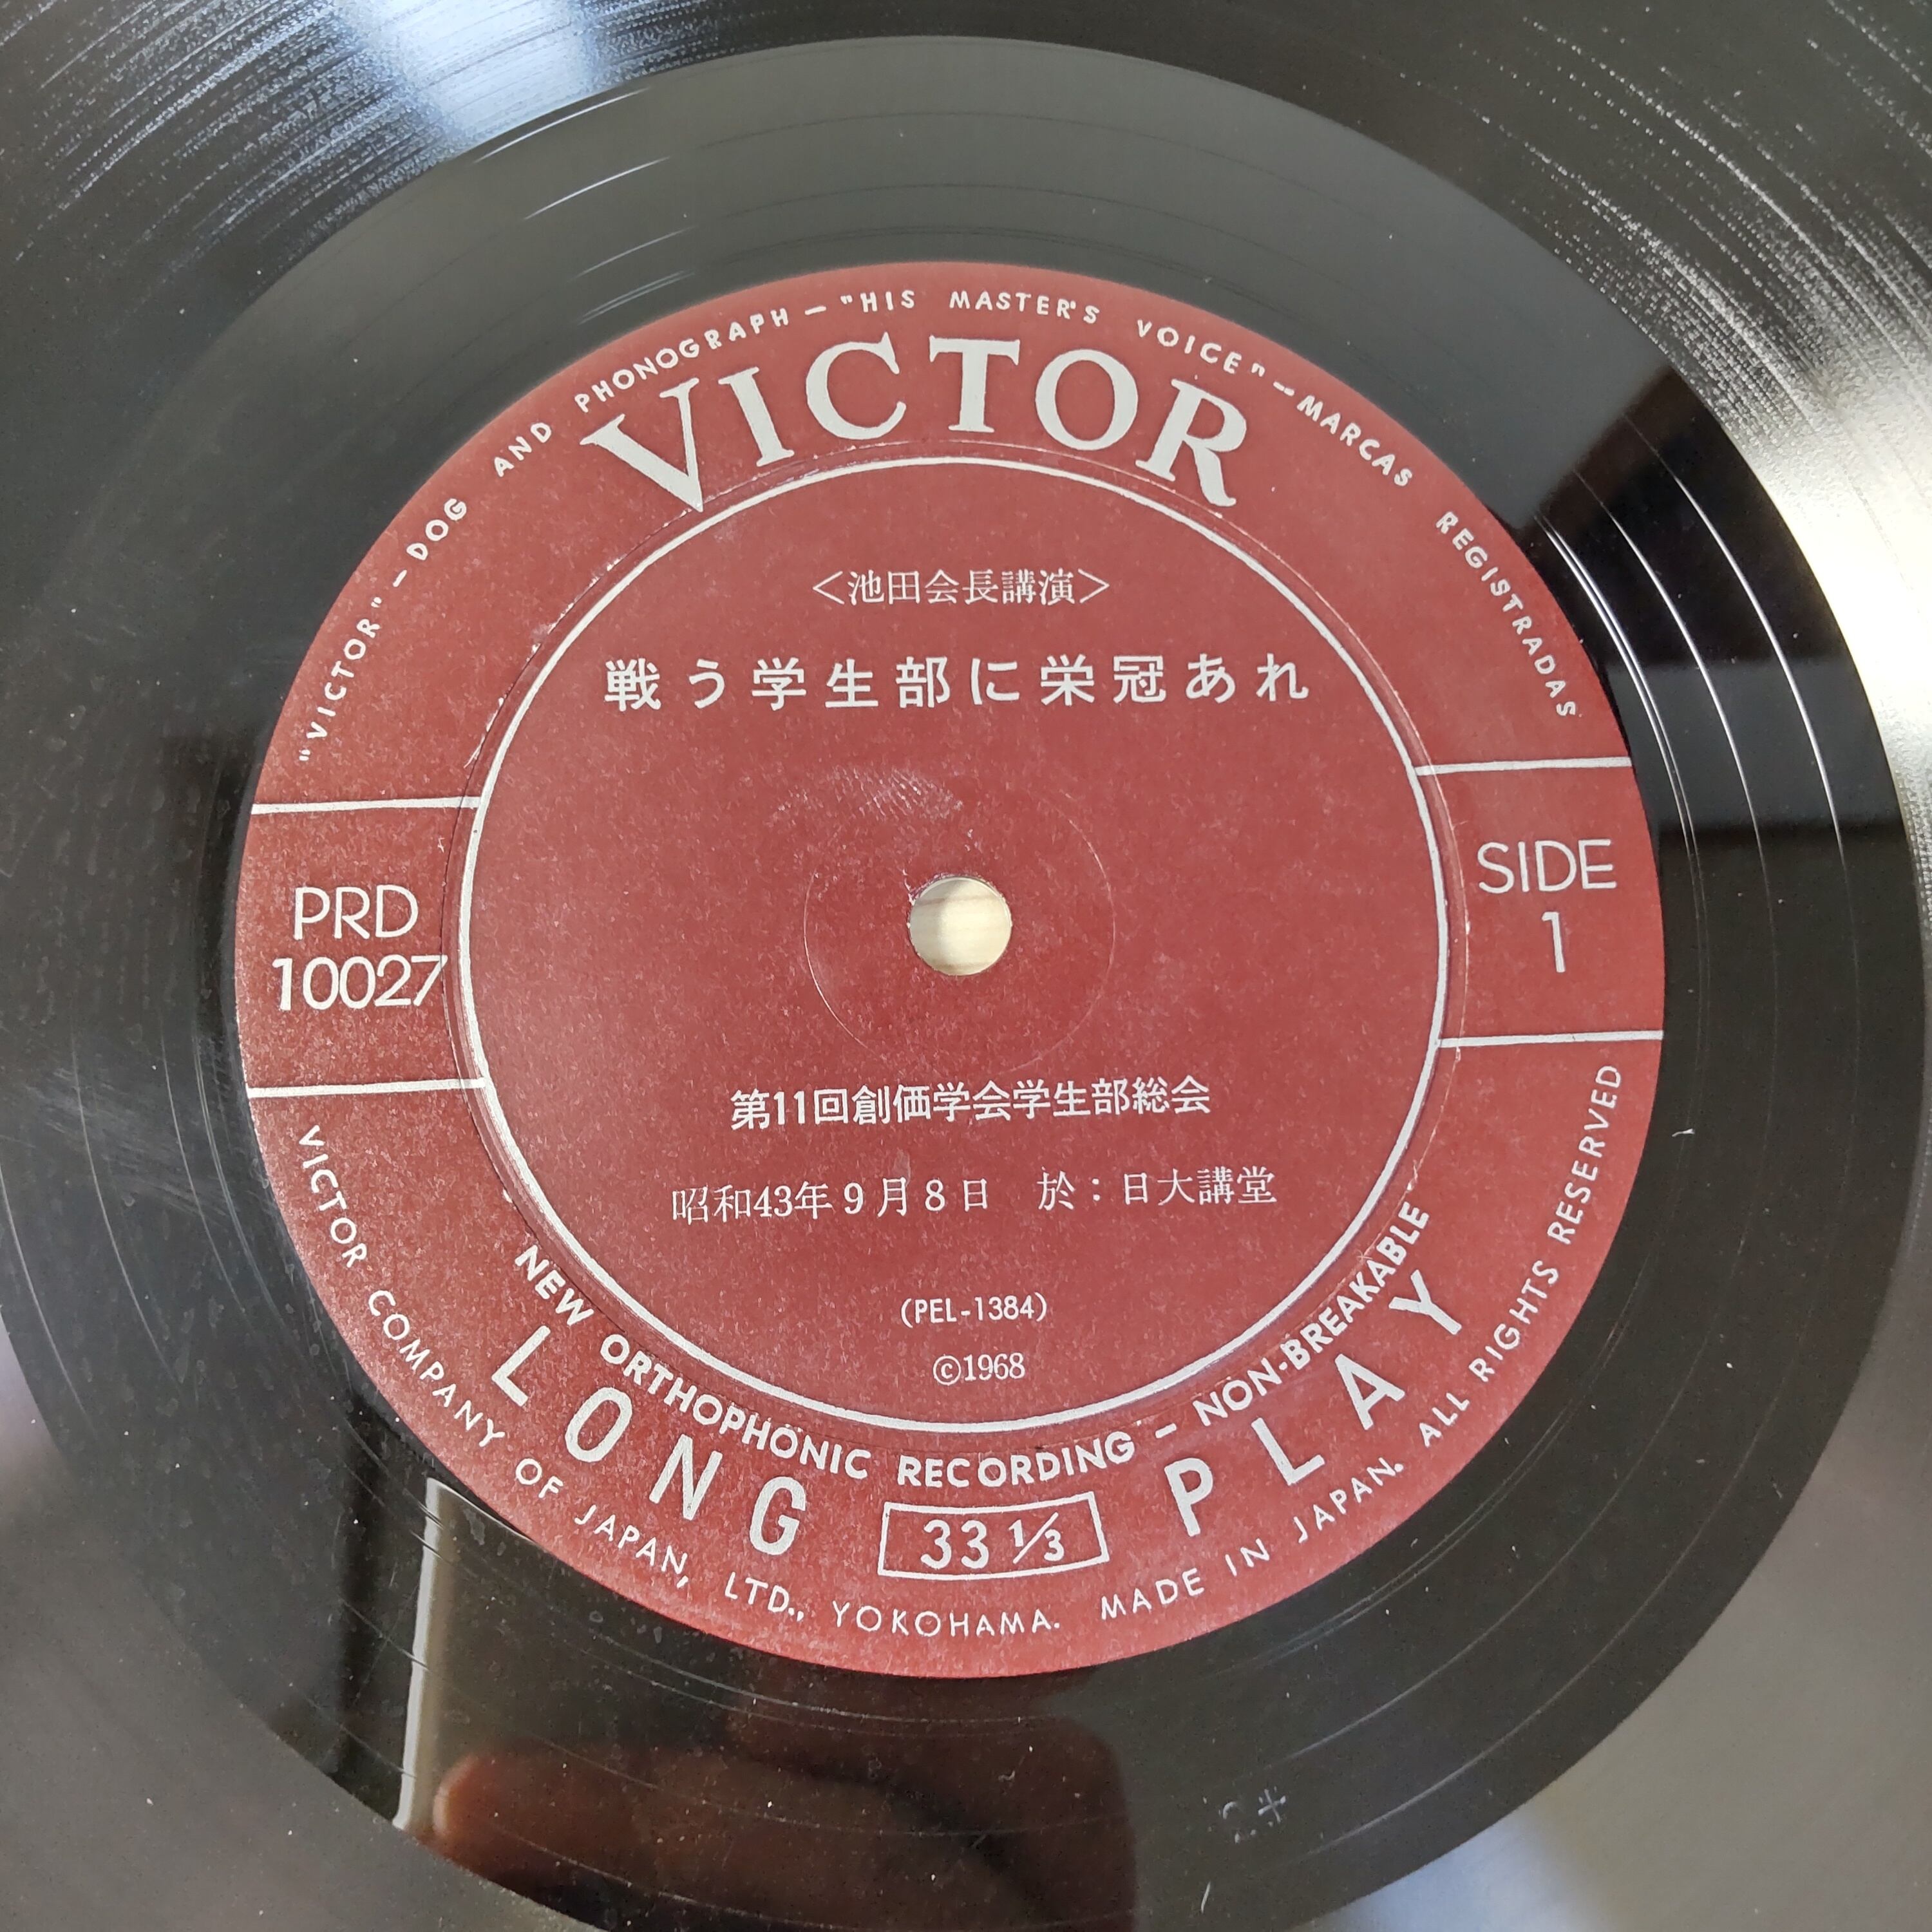 "VICTOR" – DOG AND PHONOGRAPH – "HIS MASTER'S VOICE" – MARCAS REGISTRADAS
VICTOR
<池田会長講演>
戦う学生部に栄冠あれ
PRD
10027
SIDE
1
第11回創価学会学生部総会
昭和43年9月8日 於：日大講堂
(PEL-1384)
©1968
NEW ORTHOPHONIC RECORDING – NON-BREAKABLE
LONG 33 1/3 PLAY
VICTOR COMPANY OF JAPAN, LTD., YOKOHAMA. MADE IN JAPAN. ALL RIGHTS RESERVED